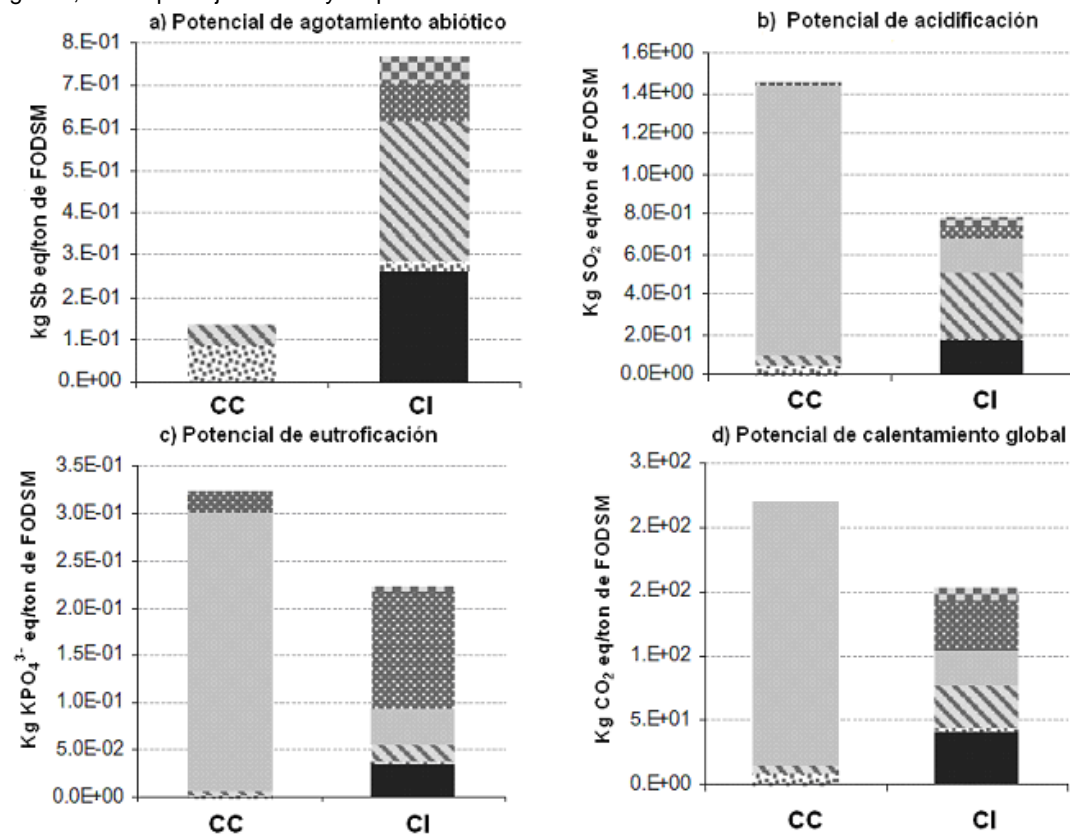 a) Potencial de agotamiento abiótico
kg Sb eq/ton de FODSM
8.E-01
7.E-01
6.E-01
5.E-01
4.E-01
3.E-01
2.E-01
1.E-01
0.E+00
CC CI
b) Potencial de acidificación
Kg SO₂ eq/ton de FODSM
1.6E+00
1.4E+00
1.2E+00
1.0E+00
8.0E-01
6.0E-01
4.0E-01
2.0E-01
0.0E+00
CC CI
c) Potencial de eutroficación
Kg KPO₄³⁻ eq/ton de FODSM
3.5E-01
3.0E-01
2.5E-01
2.0E-01
1.5E-01
1.0E-01
5.0E-02
0.0E+00
CC CI
d) Potencial de calentamiento global
Kg CO₂ eq/ton de FODSM
3.E+02
2.E+02
2.E+02
1.E+02
5.E+01
0.E+00
CC CI